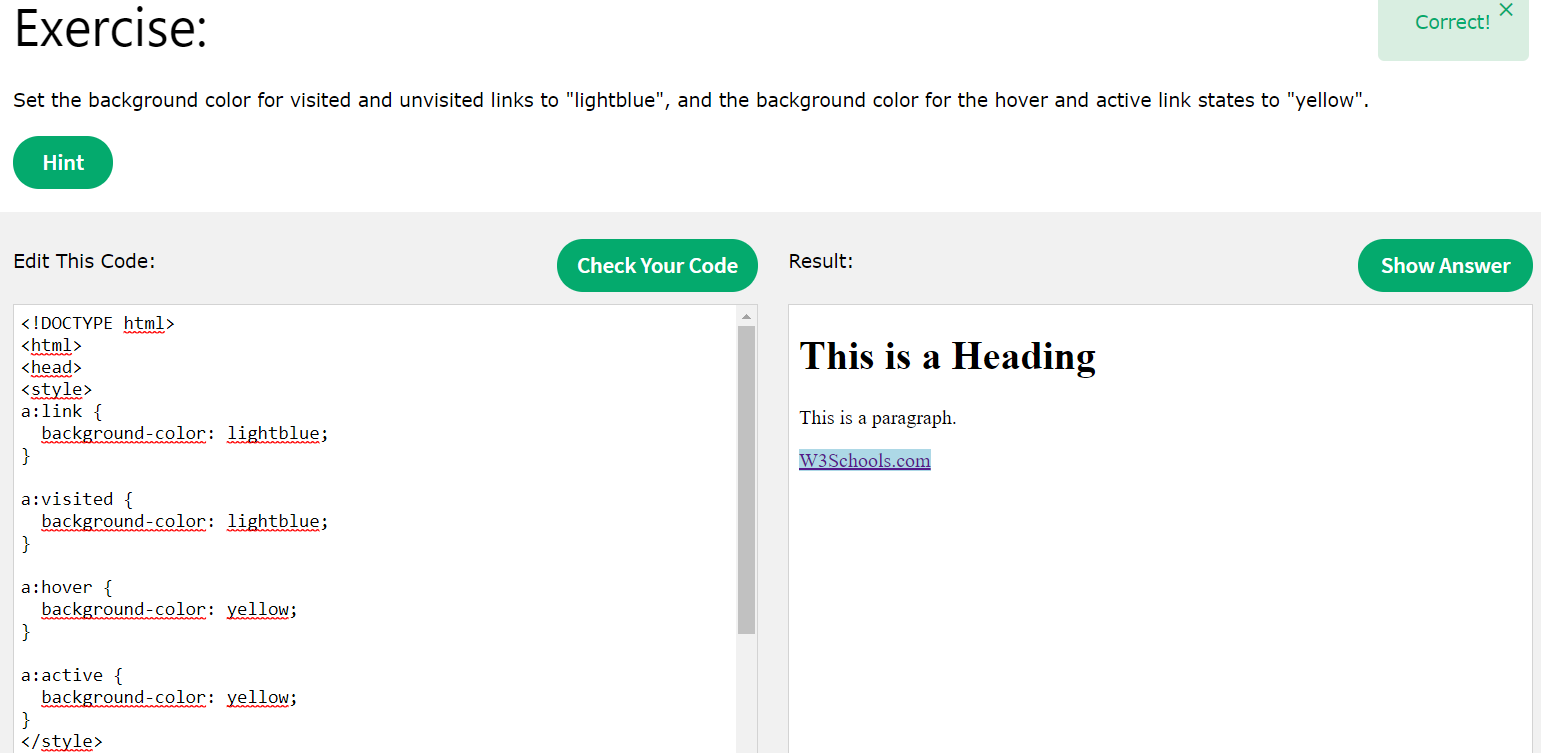 Exercise:
Correct!
×
Set the background color for visited and unvisited links to "lightblue", and the background color for the hover and active link states to "yellow".
Hint
Edit This Code:
Check Your Code
Result:
Show Answer
<!DOCTYPE html>
<html>
<head>
<style>
a:link {
  background-color: lightblue;
}

a:visited {
  background-color: lightblue;
}

a:hover {
  background-color: yellow;
}

a:active {
  background-color: yellow;
}
</style>
This is a Heading
This is a paragraph.
W3Schools.com